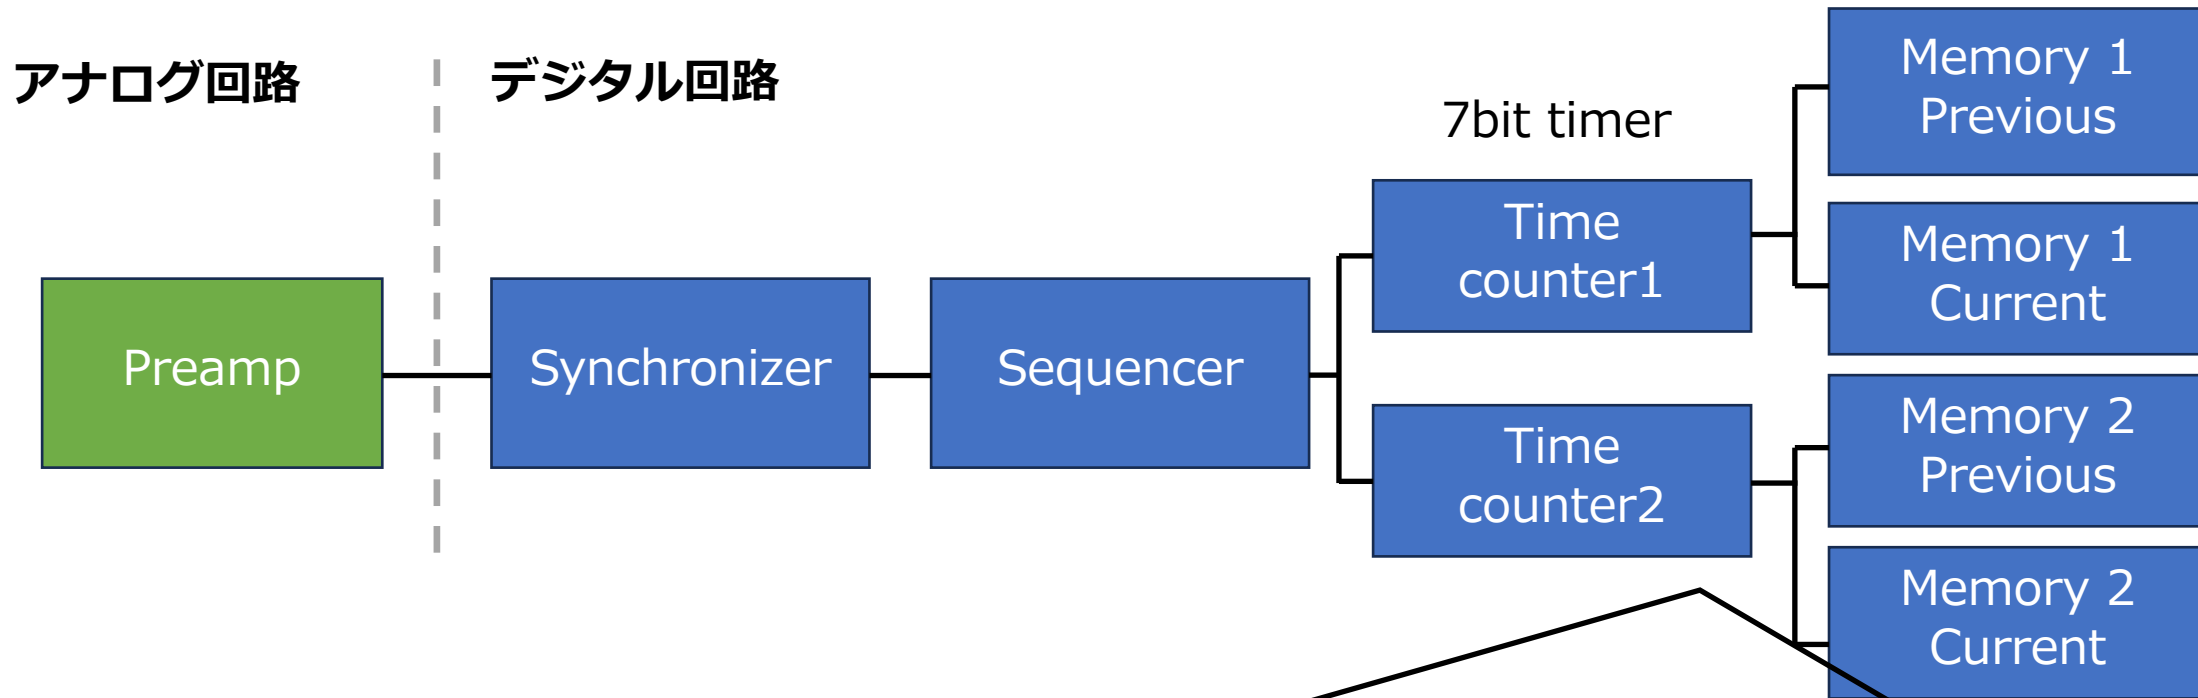 アナログ回路
デジタル回路
7bit timer
Preamp
Synchronizer
Sequencer
Time
counter1
Time
counter2
Memory 1
Previous
Memory 1
Current
Memory 2
Previous
Memory 2
Current